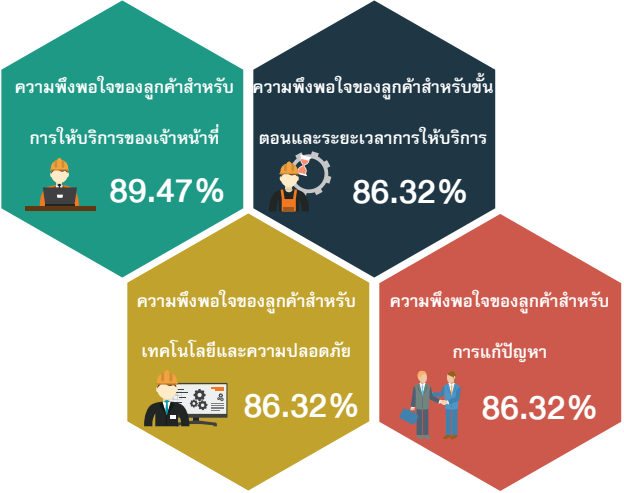 ความพึงพอใจของลูกค้าสำหรับ
การให้บริการของเจ้าหน้าที่
89.47%
ความพึงพอใจของลูกค้าสำหรับขั้น
ตอนและระยะเวลาการให้บริการ
86.32%
ความพึงพอใจของลูกค้าสำหรับ
เทคโนโลยีและความปลอดภัย
86.32%
ความพึงพอใจของลูกค้าสำหรับ
การแก้ปัญหา
86.32%